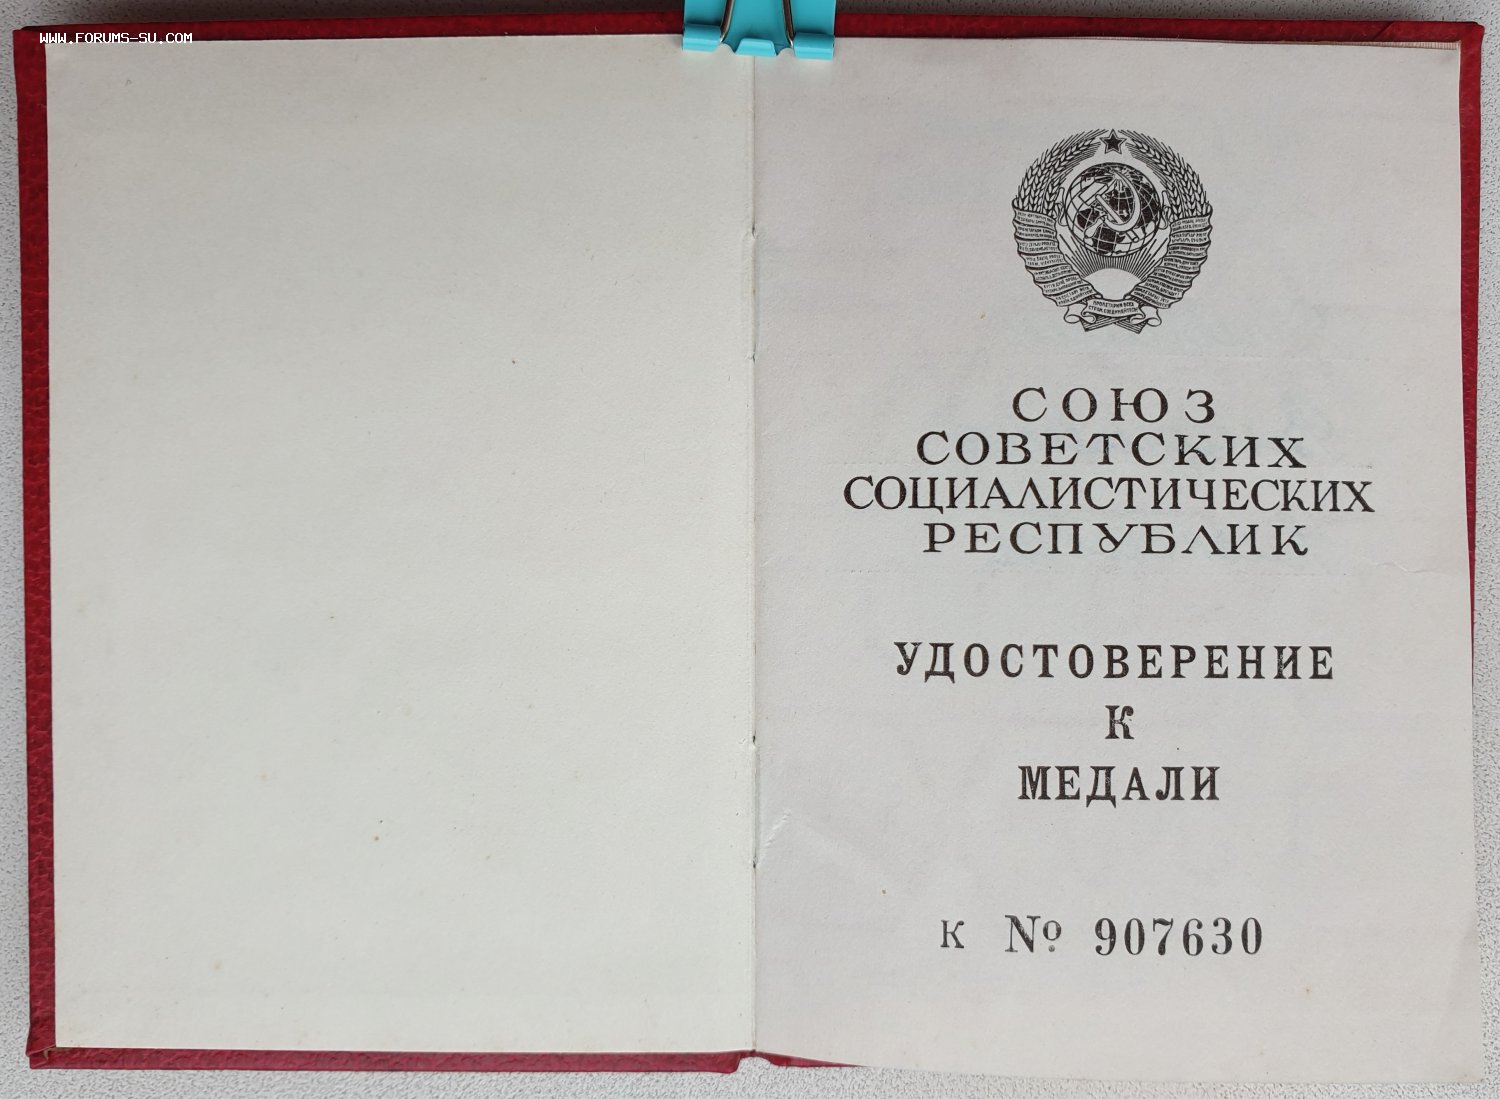 www.forums-su.com
СОЮЗ
СОВЕТСКИХ
СОЦИАЛИСТИЧЕСКИХ
РЕСПУБЛИК
УДОСТОВЕРЕНИЕ
К
МЕДАЛИ
К № 907630